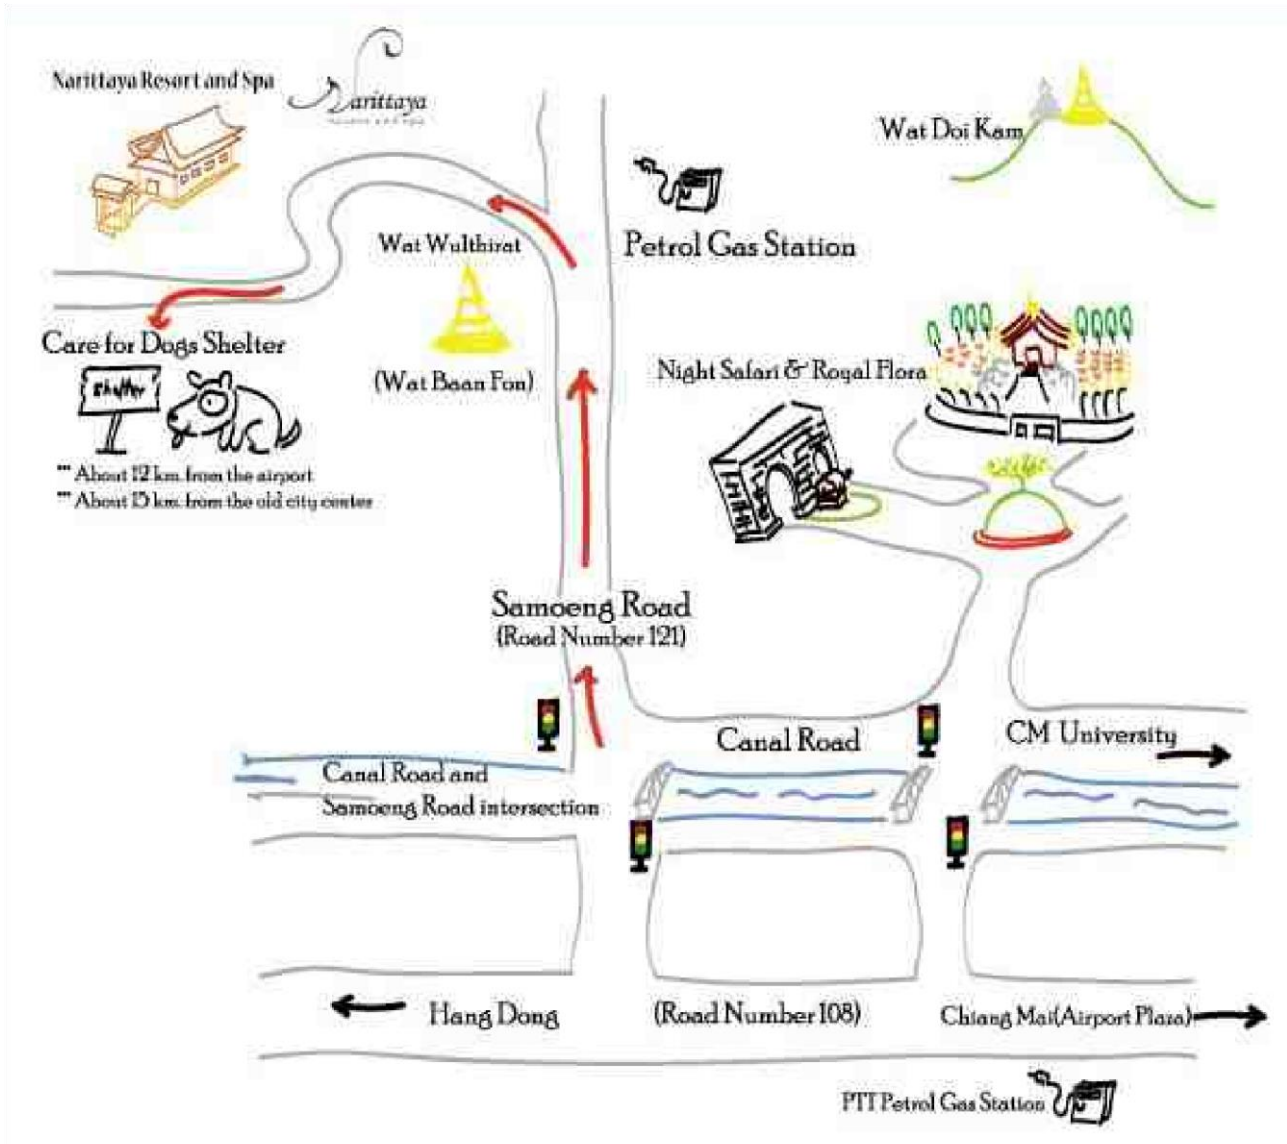 Narittaya Resort and Spa
Narittaya
Wat Doi Kam
Wat Wulthirat
Petrol Gas Station
Care for Dogs Shelter
(Wat Baan Fon)
Night Safari & Royal Flora
Shelter
*** About 12 km. from the airport
*** About 15 km. from the old city center
Samoeng Road
(Road Number 121)
Canal Road
CM University
Canal Road and
Samoeng Road intersection
Hang Dong
(Road Number 108)
Chiang Mai(Airport Plaza)
PTT Petrol Gas Station